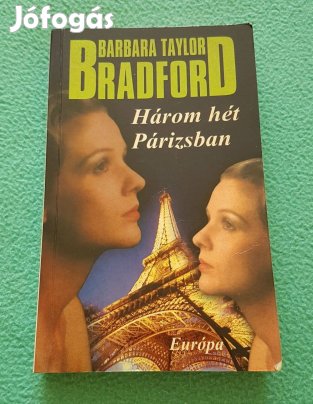 Jófogás
BARBARA TAYLOR
BRADFORD
Három hét
Párizsban
Európa